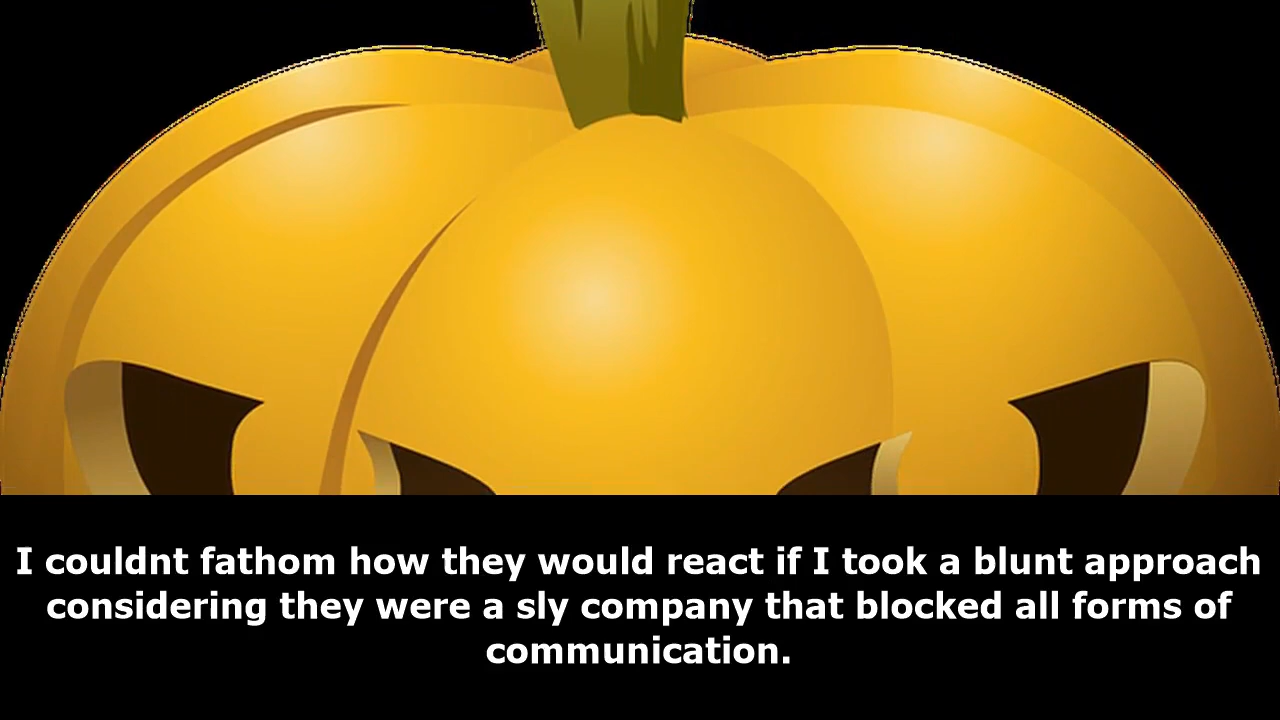 I couldnt fathom how they would react if I took a blunt approach
considering they were a sly company that blocked all forms of
communication.